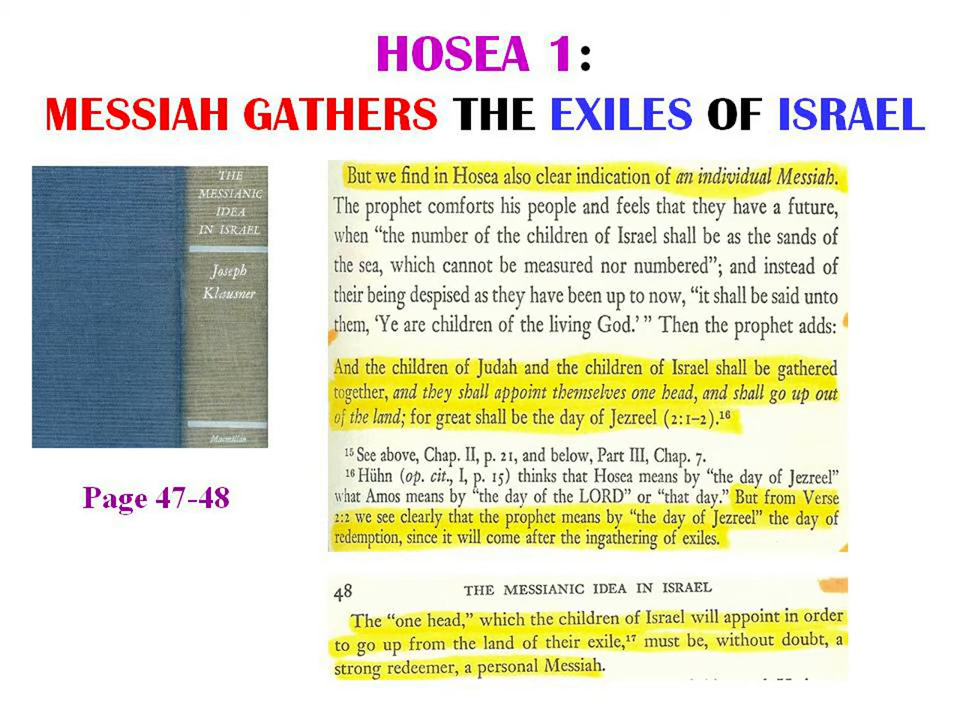 HOSEA 1:
MESSIAH GATHERS THE EXILES OF ISRAEL
THE
MESSIANIC
IDEA
IN ISRAEL
Joseph
Klausner
Macmillan
Page 47-48
But we find in Hosea also clear indication of an individual Messiah.
The prophet comforts his people and feels that they have a future,
when “the number of the children of Israel shall be as the sands of
the sea, which cannot be measured nor numbered”; and instead of
their being despised as they have been up to now, “it shall be said unto
them, ‘Ye are children of the living God.’ ” Then the prophet adds:
And the children of Judah and the children of Israel shall be gathered
together, and they shall appoint themselves one head, and shall go up out
of the land; for great shall be the day of Jezreel (2:1–2).16
15 See above, Chap. II, p. 21, and below, Part III, Chap. 7.
16 Hühn (op. cit., I, p. 15) thinks that Hosea means by “the day of Jezreel”
what Amos means by “the day of the LORD” or “that day.” But from Verse
2:2 we see clearly that the prophet means by “the day of Jezreel” the day of
redemption, since it will come after the ingathering of exiles.
48 THE MESSIANIC IDEA IN ISRAEL
The “one head,” which the children of Israel will appoint in order
to go up from the land of their exile,17 must be, without doubt, a
strong redeemer, a personal Messiah.